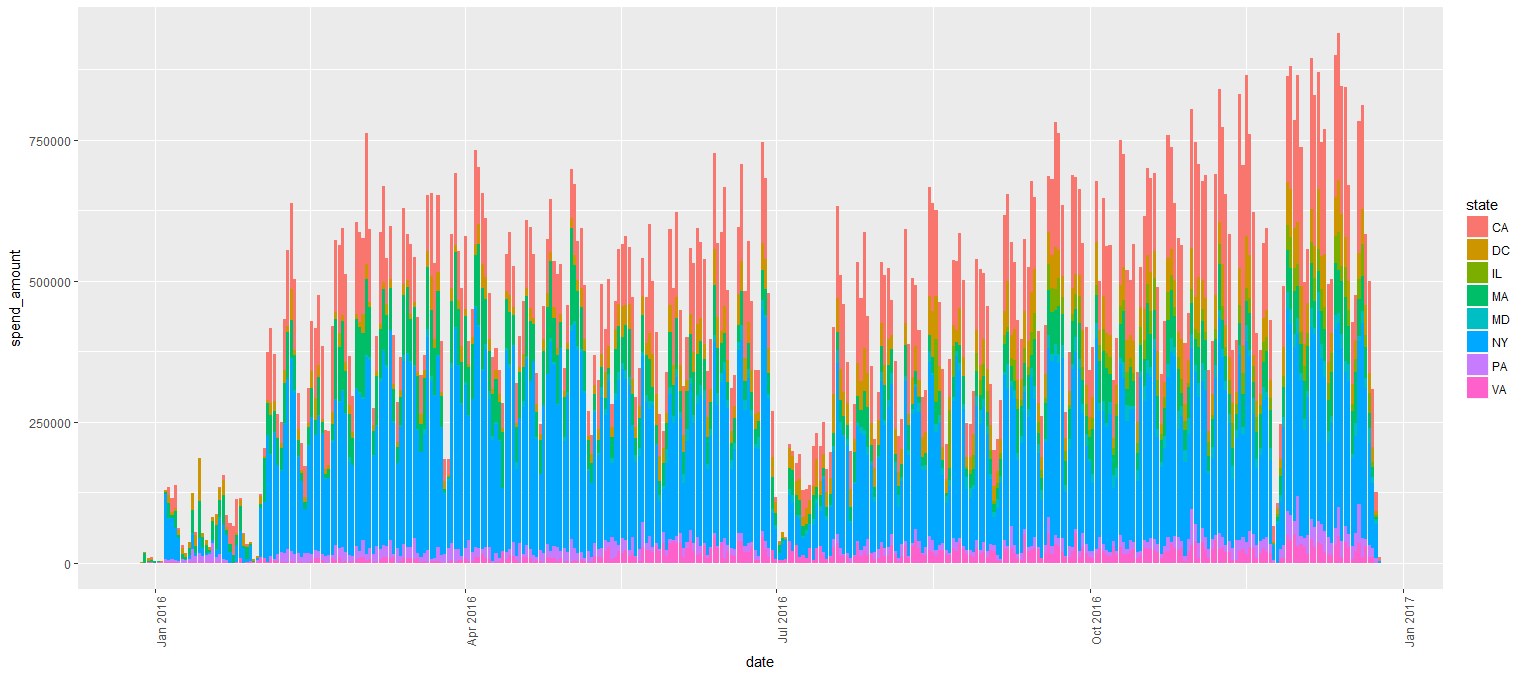 spend_amount
750000
500000
250000
0
Jan 2016
Apr 2016
Jul 2016
Oct 2016
Jan 2017
date
state
CA
DC
IL
MA
MD
NY
PA
VA